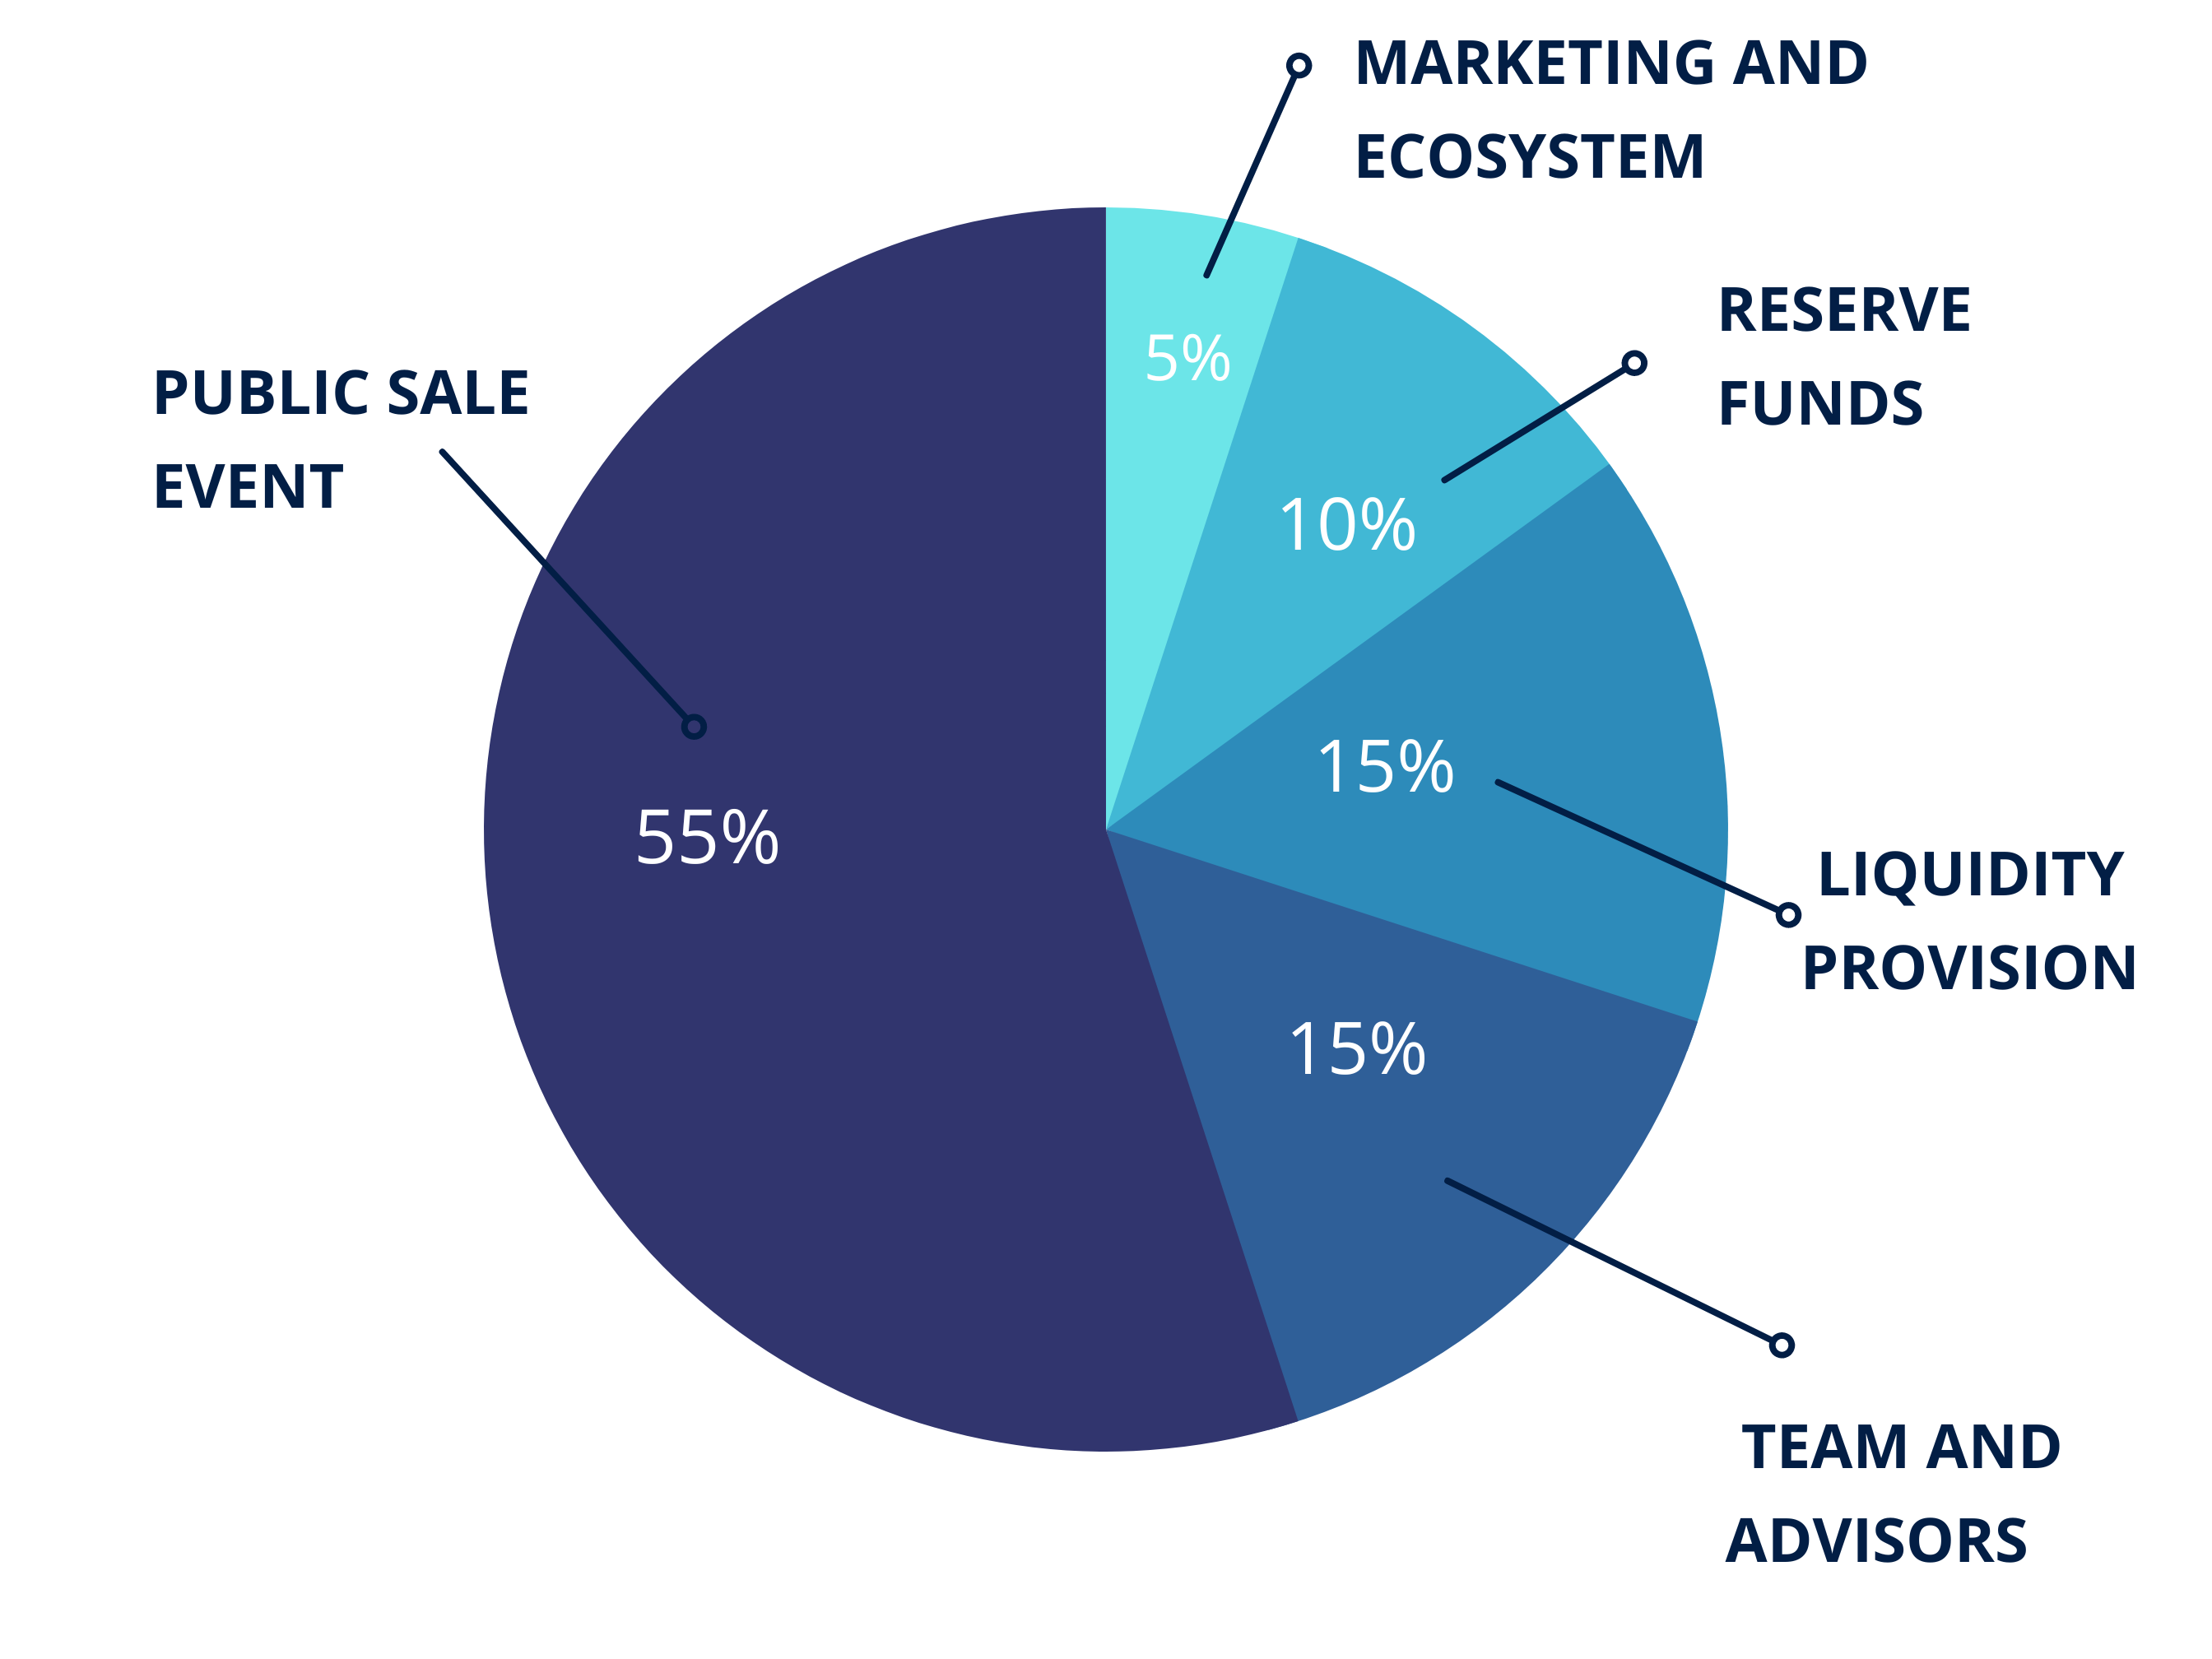 MARKETING AND
ECOSYSTEM
RESERVE
FUNDS
PUBLIC SALE
EVENT
5%
10%
15%
55%
LIQUIDITY
PROVISION
15%
TEAM AND
ADVISORS